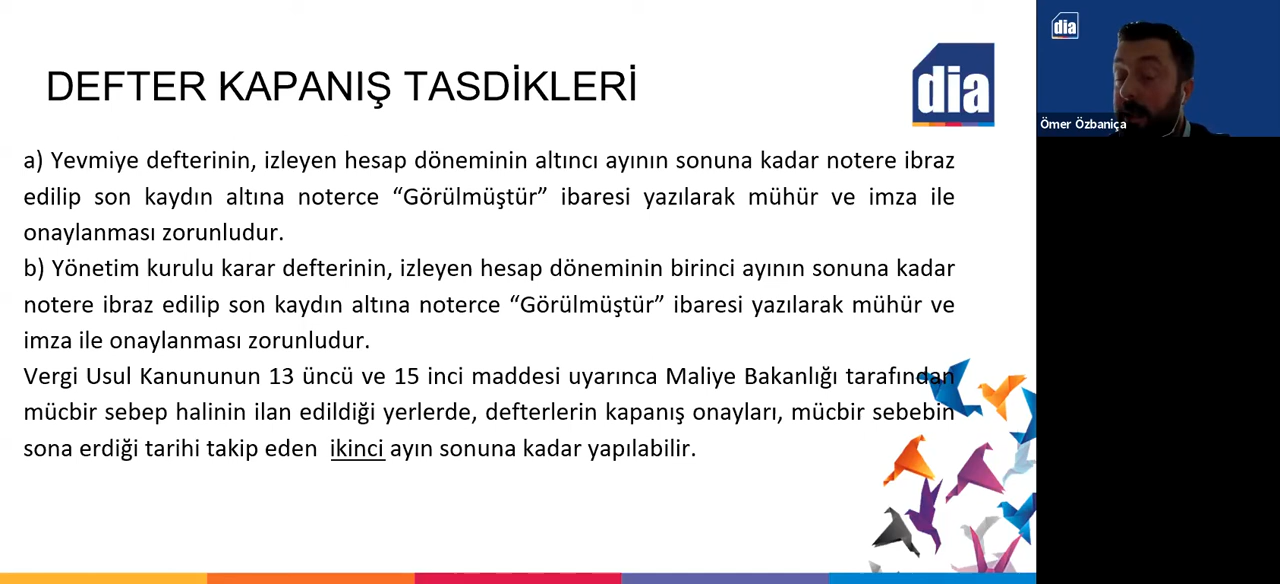 DEFTER KAPANIŞ TASDİKLERİ
dia
a) Yevmiye defterinin, izleyen hesap döneminin altıncı ayının sonuna kadar notere ibraz
edilip son kaydın altına noterce “Görülmüştür” ibaresi yazılarak mühür ve imza ile
onaylanması zorunludur.
b) Yönetim kurulu karar defterinin, izleyen hesap döneminin birinci ayının sonuna kadar
notere ibraz edilip son kaydın altına noterce “Görülmüştür” ibaresi yazılarak mühür ve
imza ile onaylanması zorunludur.
Vergi Usul Kanununun 13 üncü ve 15 inci maddesi uyarınca Maliye Bakanlığı tarafından
mücbir sebep halinin ilan edildiği yerlerde, defterlerin kapanış onayları, mücbir sebebin
sona erdiği tarihi takip eden ikinci ayın sonuna kadar yapılabilir.
dia
Ömer Özbaniça